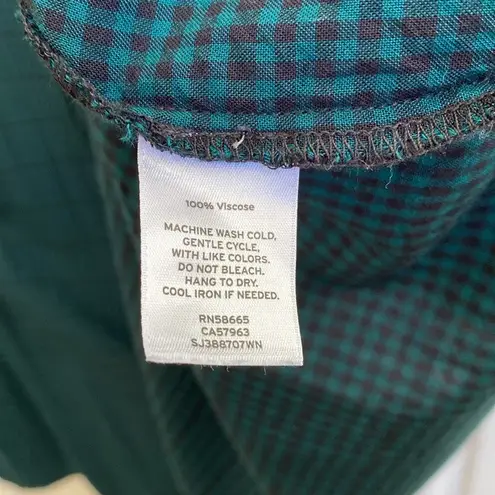 100% Viscose
MACHINE WASH COLD,
GENTLE CYCLE,
WITH LIKE COLORS.
DO NOT BLEACH.
HANG TO DRY.
COOL IRON IF NEEDED.
RN58665
CA57963
SJ3B8707WN